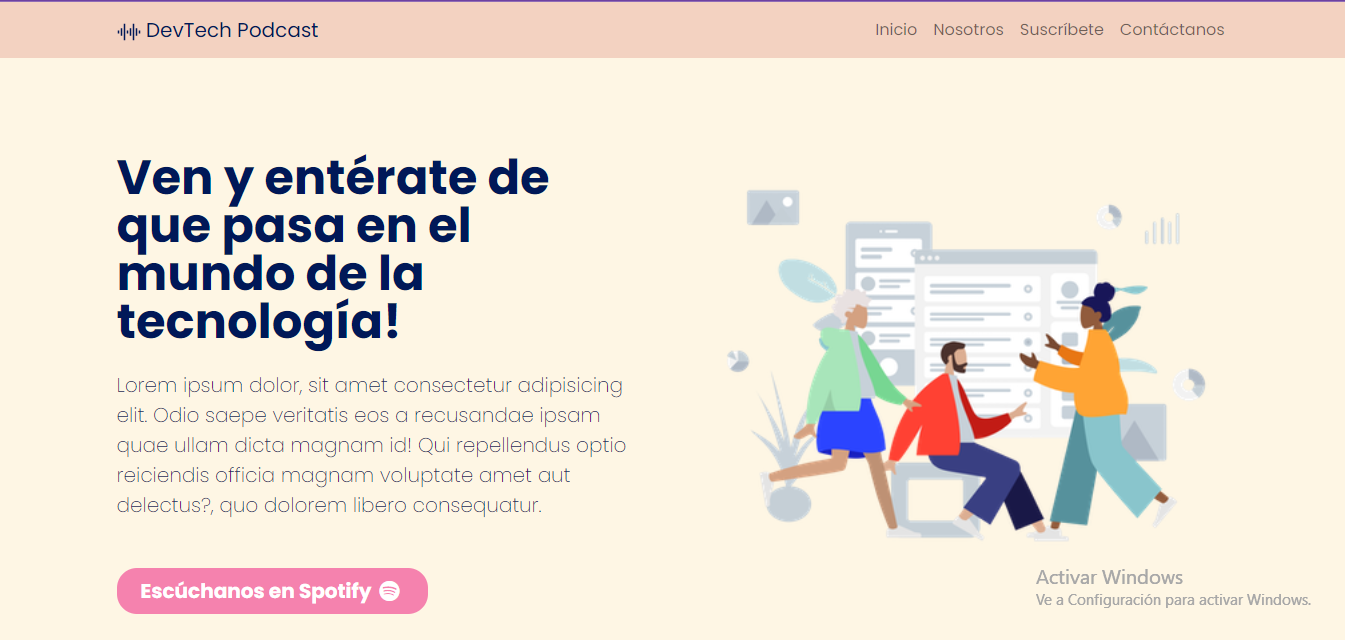 DevTech Podcast
Inicio Nosotros Suscríbete Contáctanos
Ven y entérate de
que pasa en el
mundo de la
tecnología!
Lorem ipsum dolor, sit amet consectetur adipisicing
elit. Odio saepe veritatis eos a recusandae ipsam
quae ullam dicta magnam id! Qui repellendus optio
reiciendis officia magnam voluptate amet aut
delectus?, quo dolorem libero consequatur.
Escúchanos en Spotify
Activar Windows
Ve a Configuración para activar Windows.